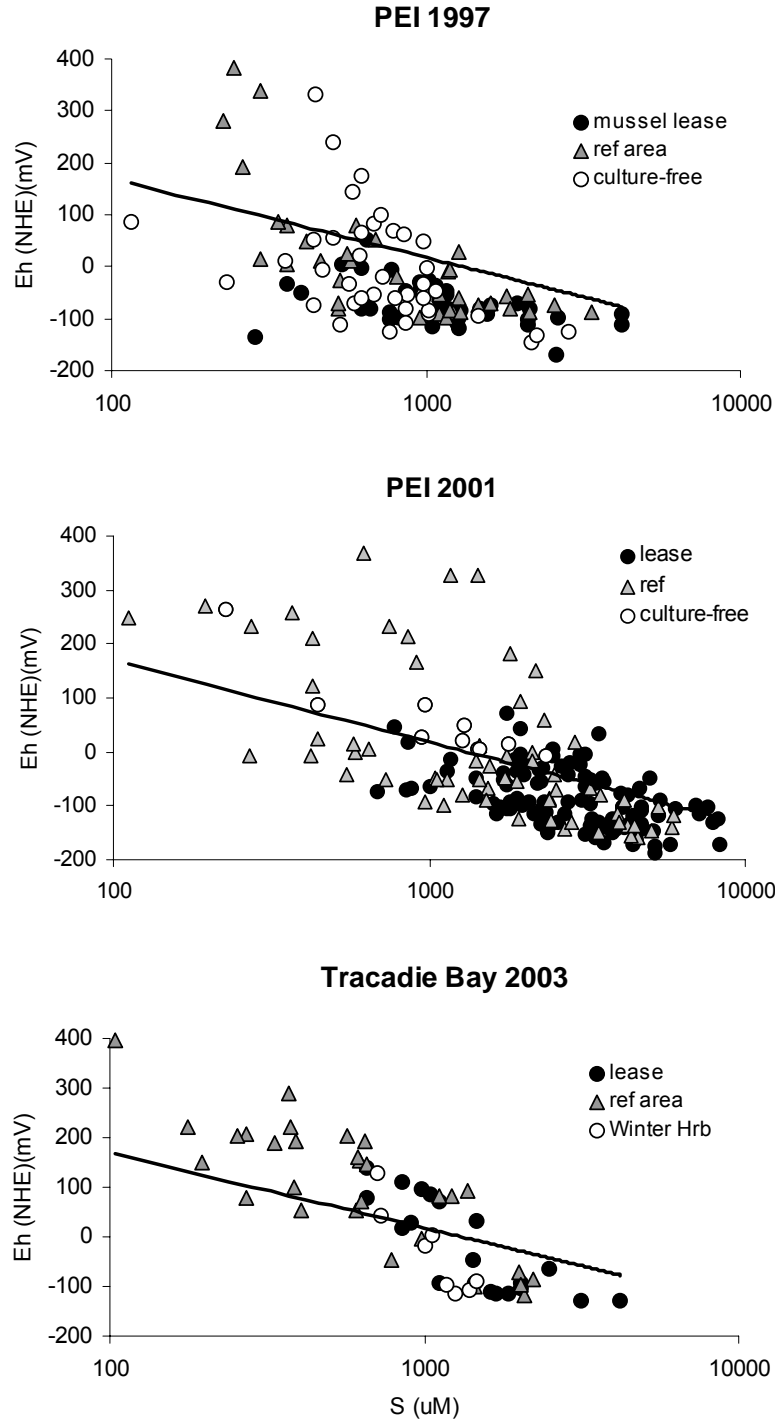 PEI 1997
400
300
200
100
0
-100
-200
Eh (NHE)(mV)
mussel lease
ref area
culture-free
100 1000 10000
PEI 2001
400
300
200
100
0
-100
-200
Eh (NHE)(mV)
lease
ref
culture-free
100 1000 10000
Tracadie Bay 2003
400
300
200
100
0
-100
-200
Eh (NHE)(mV)
lease
ref area
Winter Hrb
100 1000 10000
S (uM)